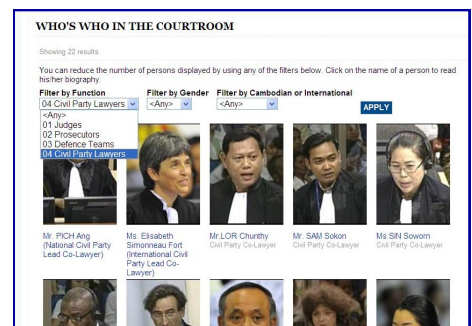 WHO'S WHO IN THE COURTROOM
Showing 22 results
You can reduce the number of persons displayed by using any of the filters below. Click on the name of a person to read
his/her biography.
Filter by Function Filter by Gender Filter by Cambodian or International
04 Civil Party Lawyers <Any> <Any> APPLY
<Any>
01 Judges
02 Prosecutors
03 Defence Teams
04 Civil Party Lawyers
Mr. PICH Ang
(National Civil Party
Lead Co-Lawyer)
Ms. Elisabeth
Simonneau Fort
(International Civil
Party Lead Co-
Lawyer)
Mr.LOR Chunthy
Civil Party Co-Lawyer
Mr. SAM Sokon
Civil Party Co-Lawyer
Ms.SIN Soworn
Civil Party Co-Lawyer